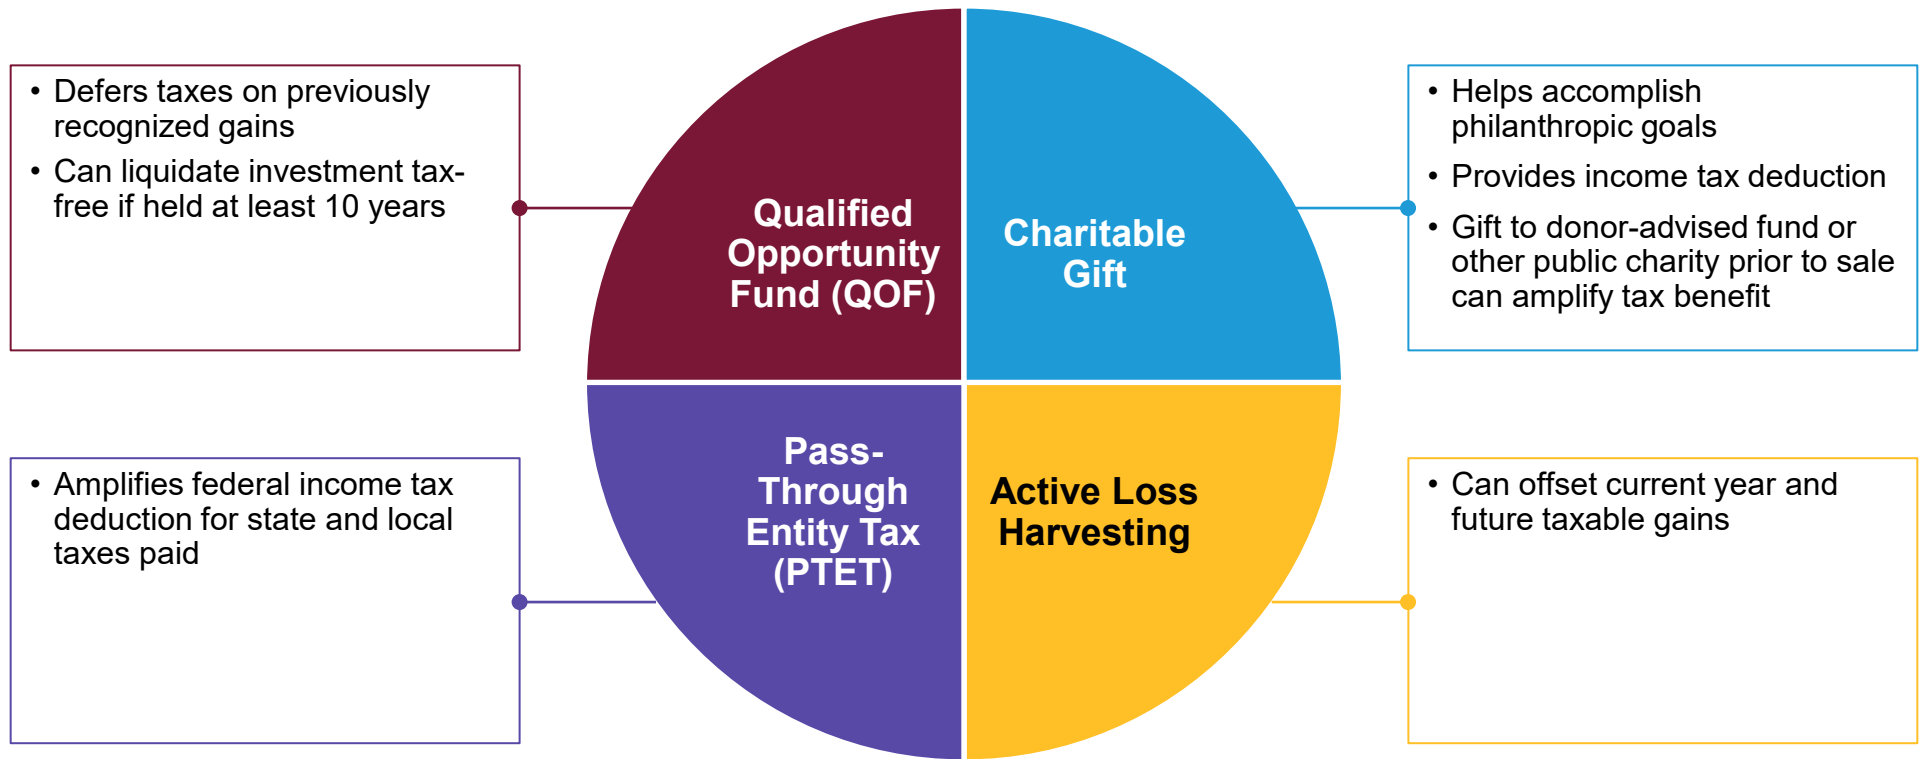 • Defers taxes on previously
recognized gains
• Can liquidate investment tax-
free if held at least 10 years
Qualified
Opportunity
Fund (QOF)
Charitable
Gift
• Helps accomplish
philanthropic goals
• Provides income tax deduction
• Gift to donor-advised fund or
other public charity prior to sale
can amplify tax benefit
• Amplifies federal income tax
deduction for state and local
taxes paid
Pass-
Through
Entity Tax
(PTET)
Active Loss
Harvesting
• Can offset current year and
future taxable gains